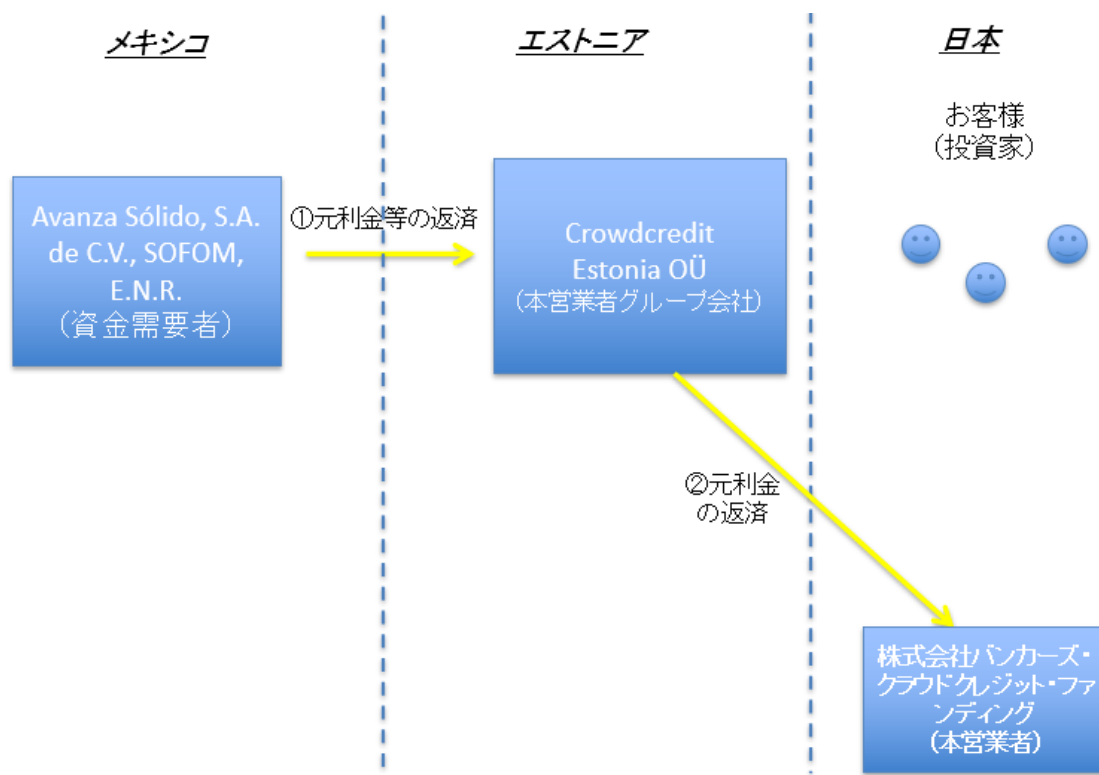 メキシコ
エストニア
日本
お客様
（投資家）
Avanza Sólido, S.A.
de C.V., SOFOM,
E.N.R.
（資金需要者）
①元利金等の返済
Crowdcredit
Estonia OÜ
（本営業者グループ会社）
②元利金
の返済
株式会社バンカーズ・
クラウドクレジット・ファ
ンディング
（本営業者）